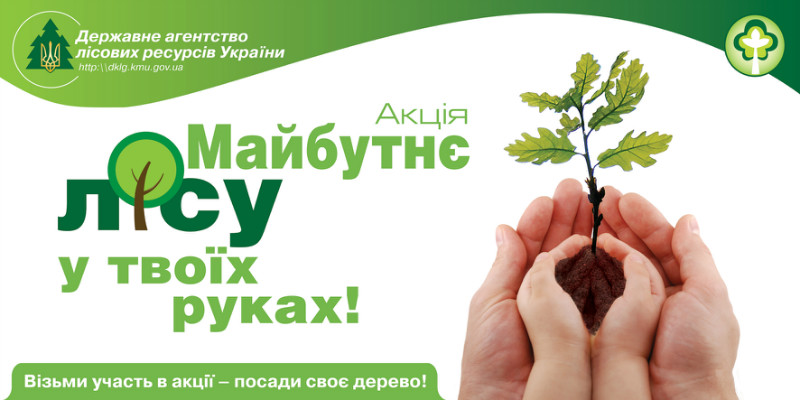 Державне агентство
лісових ресурсів України
http:\\dklg.kmu.gov.ua
Акція
Майбутнє
лісу
у твоїх
руках!
Візьми участь в акції – посади своє дерево!